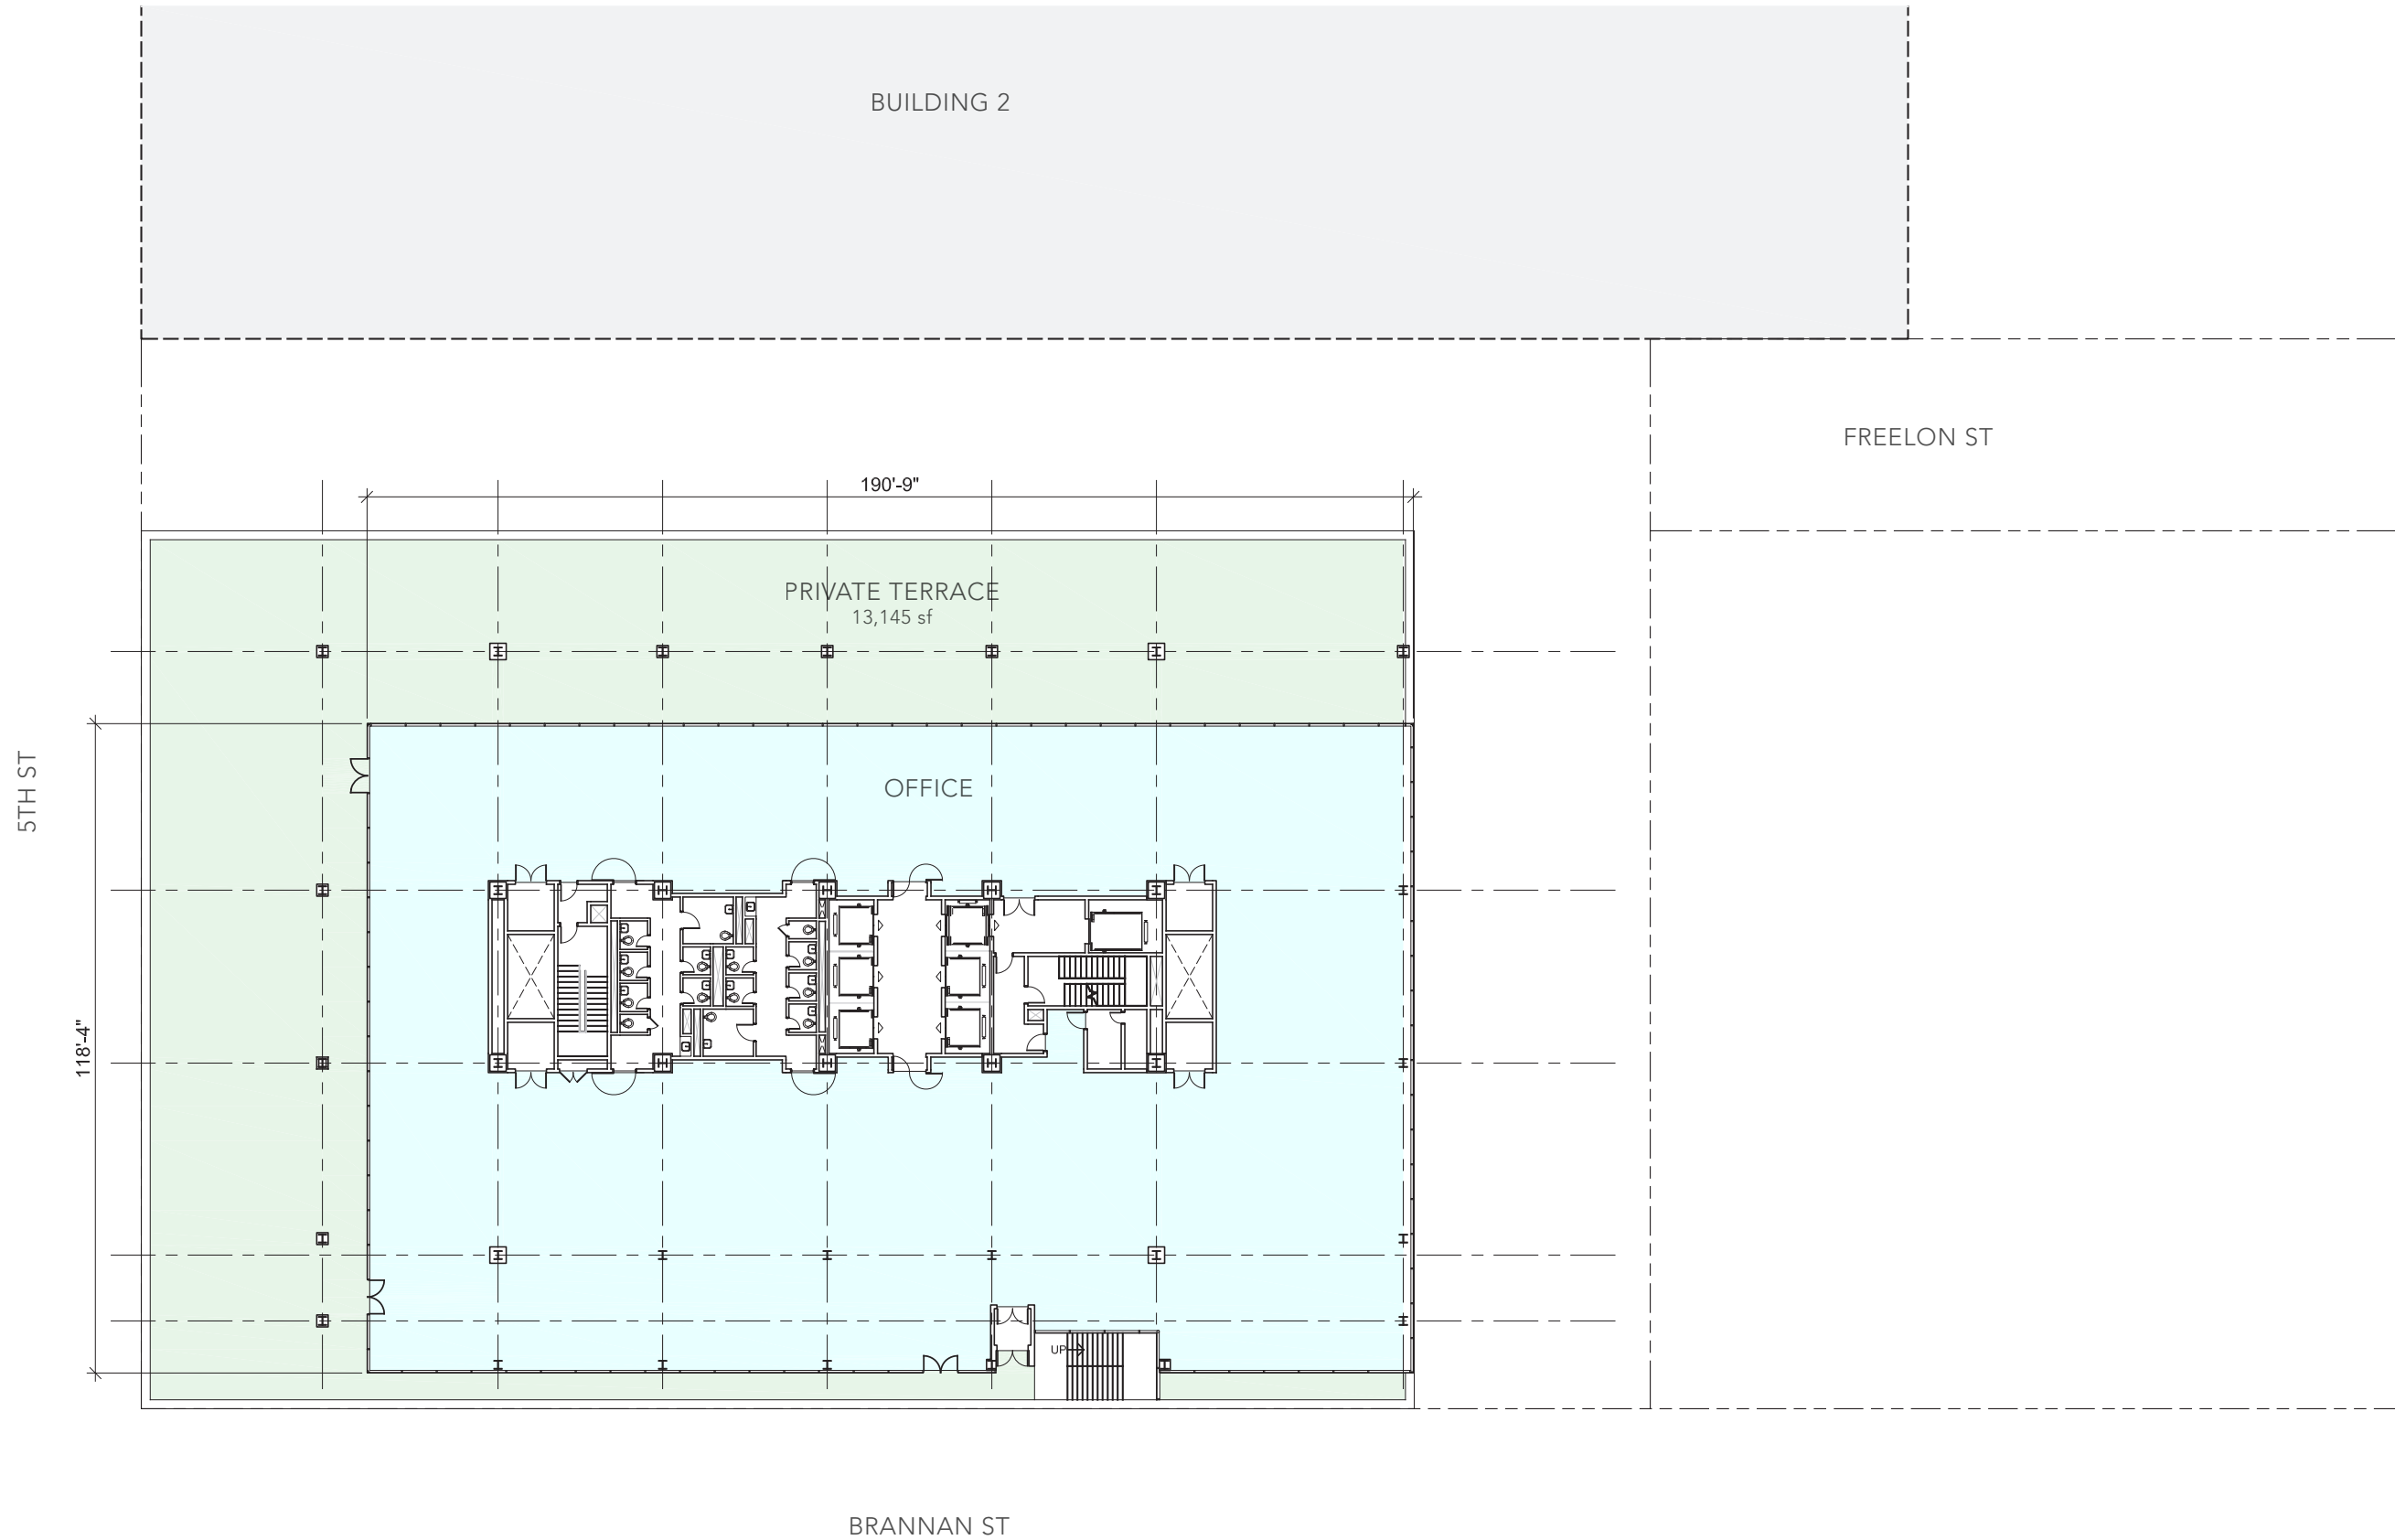 BUILDING 2
FREELON ST
190'-9"
PRIVATE TERRACE
13,145 sf
5TH ST
OFFICE
118'-4"
UP
BRANNAN ST